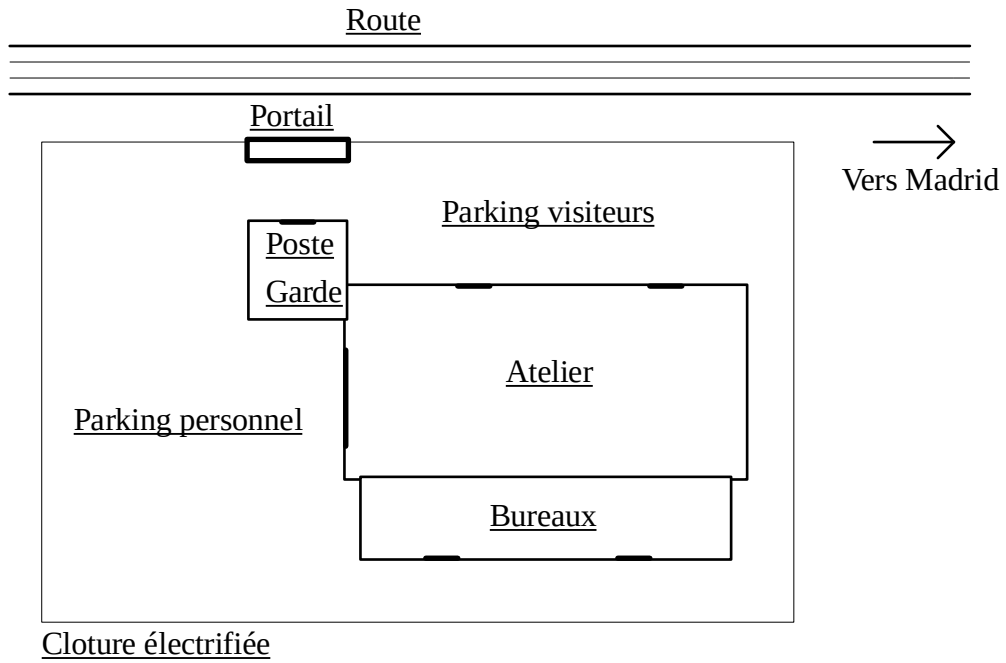 Route
Portail
Vers Madrid
Parking visiteurs
Poste
Garde
Atelier
Parking personnel
Bureaux
Cloture électrifiée